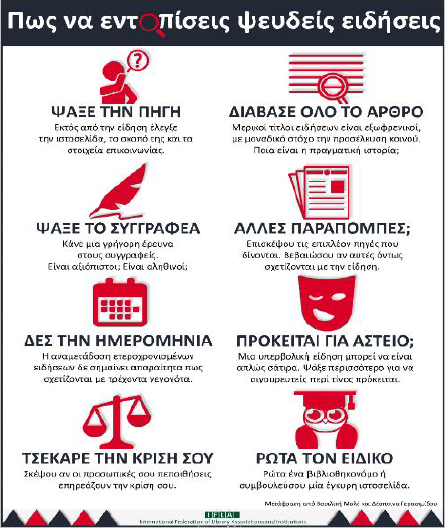 Πως να εντοπίσεις ψευδείς ειδήσεις
ΨΑΞΕ ΤΗΝ ΠΗΓΗ
Εκτός από την είδηση έλεγξε
την ιστοσελίδα, το σκοπό της και τα
στοιχεία επικοινωνίας.
ΔΙΑΒΑΣΕ ΟΛΟ ΤΟ ΑΡΘΡΟ
Μερικοί τίτλοι ειδήσεων είναι εξωφρενικοί,
με μοναδικό στόχο την προσέλκυση κοινού.
Ποια είναι η πραγματική ιστορία;
ΨΑΞΕ ΤΟ ΣΥΓΓΡΑΦΕΑ
Κάνε μια γρήγορη έρευνα
στους συγγραφείς.
Είναι αξιόπιστοι; Είναι αληθινοί;
ΑΛΛΕΣ ΠΑΡΑΠΟΜΠΕΣ;
Επισκέψου τις επιπλέον πηγές που
δίνονται. Βεβαιώσου αν αυτές όντως
σχετίζονται με την είδηση.
ΔΕΣ ΤΗΝ ΗΜΕΡΟΜΗΝΙΑ
Η αναμετάδοση ετεροχρονισμένων
ειδήσεων δε σημαίνει απαραίτητα πως
σχετίζονται με τρέχοντα γεγονότα.
ΠΡΟΚΕΙΤΑΙ ΓΙΑ ΑΣΤΕΙΟ;
Μια υπερβολική είδηση μπορεί να είναι
απλώς σάτιρα. Ψάξε περισσότερο για να
σιγουρευτείς περί τίνος πρόκειται.
ΤΣΕΚΑΡΕ ΤΗΝ ΚΡΙΣΗ ΣΟΥ
Σκέψου αν οι προσωπικές σου πεποιθήσεις
επηρεάζουν την κρίση σου.
ΡΩΤΑ ΤΟΝ ΕΙΔΙΚΟ
Ρώτα ένα βιβλιοθηκονόμο ή
συμβουλεύσου μία έγκυρη ιστοσελίδα.
Μετάφραση από Βασιλική Μολέ και Δέσποινα Γερασιμίδου
IFLA
International Federation of Library Associations and Institutions